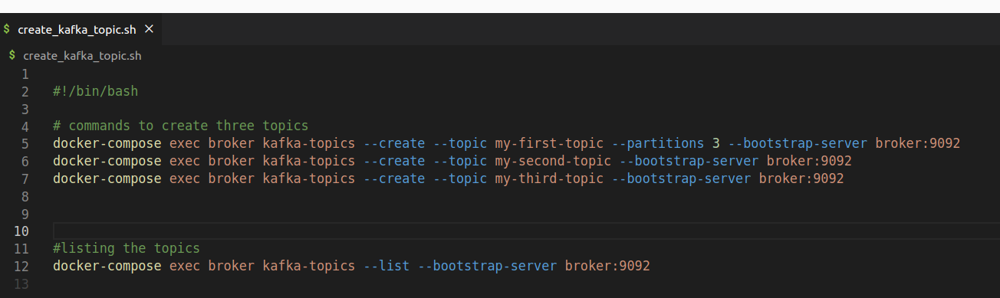 $ create_kafka_topic.sh ×
$ create_kafka_topic.sh
1
2 #!/bin/bash
3
4 # commands to create three topics
5 docker-compose exec broker kafka-topics --create --topic my-first-topic --partitions 3 --bootstrap-server broker:9092
6 docker-compose exec broker kafka-topics --create --topic my-second-topic --bootstrap-server broker:9092
7 docker-compose exec broker kafka-topics --create --topic my-third-topic --bootstrap-server broker:9092
8
9
10
11 #listing the topics
12 docker-compose exec broker kafka-topics --list --bootstrap-server broker:9092
13